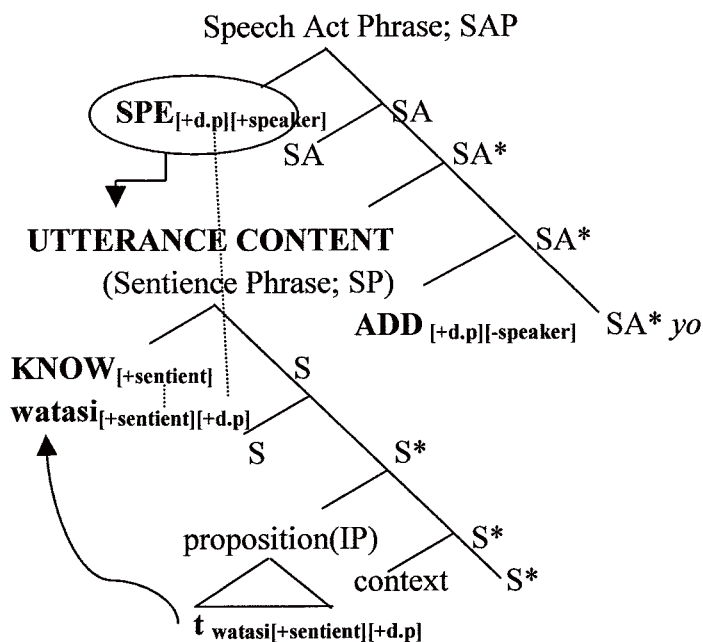 Speech Act Phrase; SAP
SPE[+d.p][+speaker]
SA
SA
SA*
UTTERANCE CONTENT
SA*
(Sentience Phrase; SP)
ADD [+d.p][-speaker]
SA* yo
KNOW[+sentient]
S
watasi[+sentient][+d.p]
S
S*
proposition(IP)
S*
context
S*
t watasi[+sentient][+d.p]